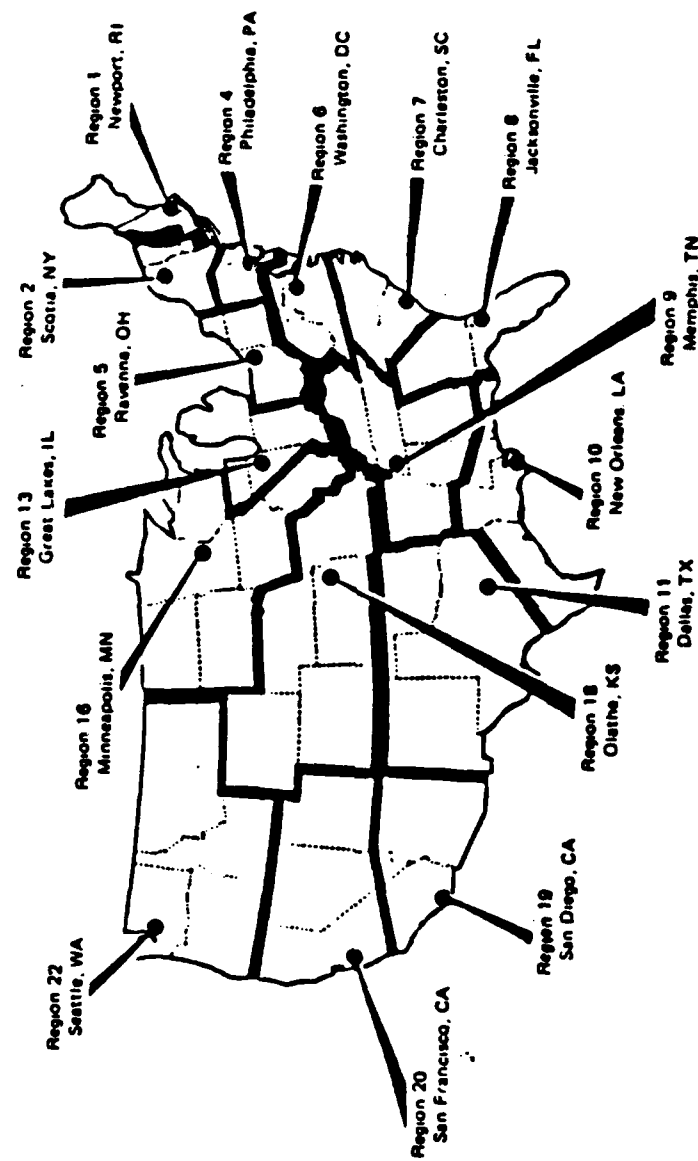 Region 1
Newport, RI
Region 2
Scotia, NY
Region 4
Philadelphia, PA
Region 5
Ravenna, OH
Region 6
Washington, DC
Region 7
Charleston, SC
Region 8
Jacksonville, FL
Region 9
Memphis, TN
Region 10
New Orleans, LA
Region 11
Dallas, TX
Region 13
Great Lakes, IL
Region 16
Minneapolis, MN
Region 18
Olathe, KS
Region 19
San Diego, CA
Region 20
San Francisco, CA
Region 22
Seattle, WA